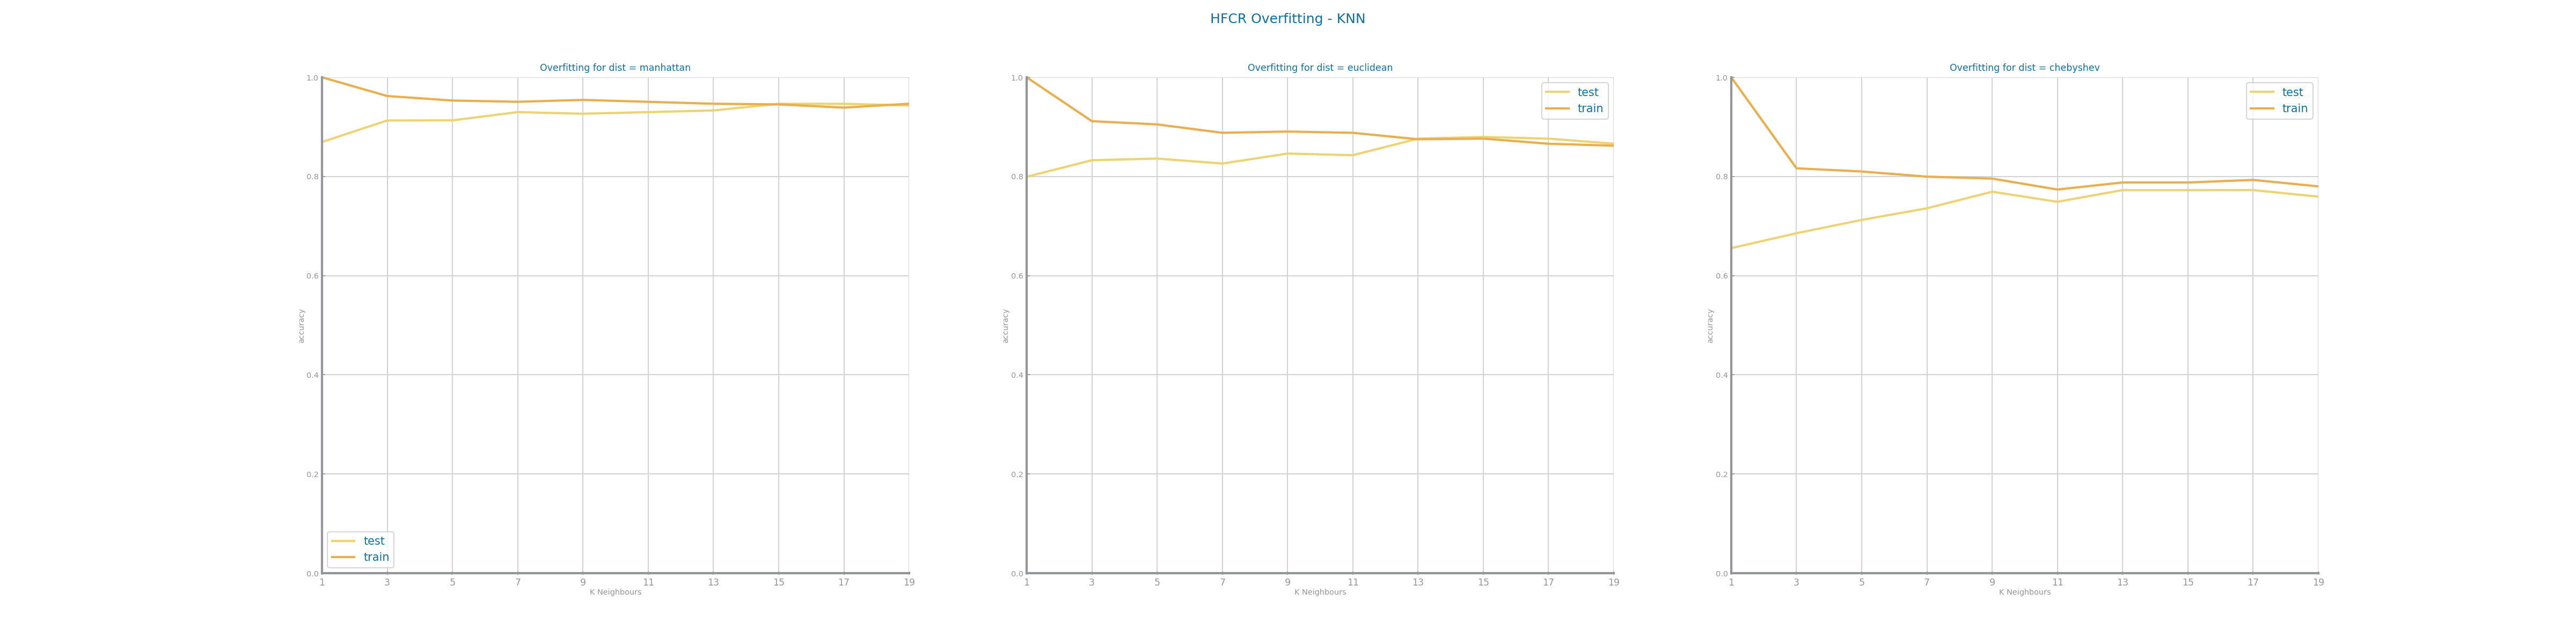 HFCR Overfitting - KNN
Overfitting for dist = manhattan
1.0
0.8
0.6
0.4
0.2
0.0
accuracy
test
train
1 3 5 7 9 11 13 15 17 19
K Neighbours
Overfitting for dist = euclidean
1.0
0.8
0.6
0.4
0.2
0.0
accuracy
test
train
1 3 5 7 9 11 13 15 17 19
K Neighbours
Overfitting for dist = chebyshev
1.0
0.8
0.6
0.4
0.2
0.0
accuracy
test
train
1 3 5 7 9 11 13 15 17 19
K Neighbours